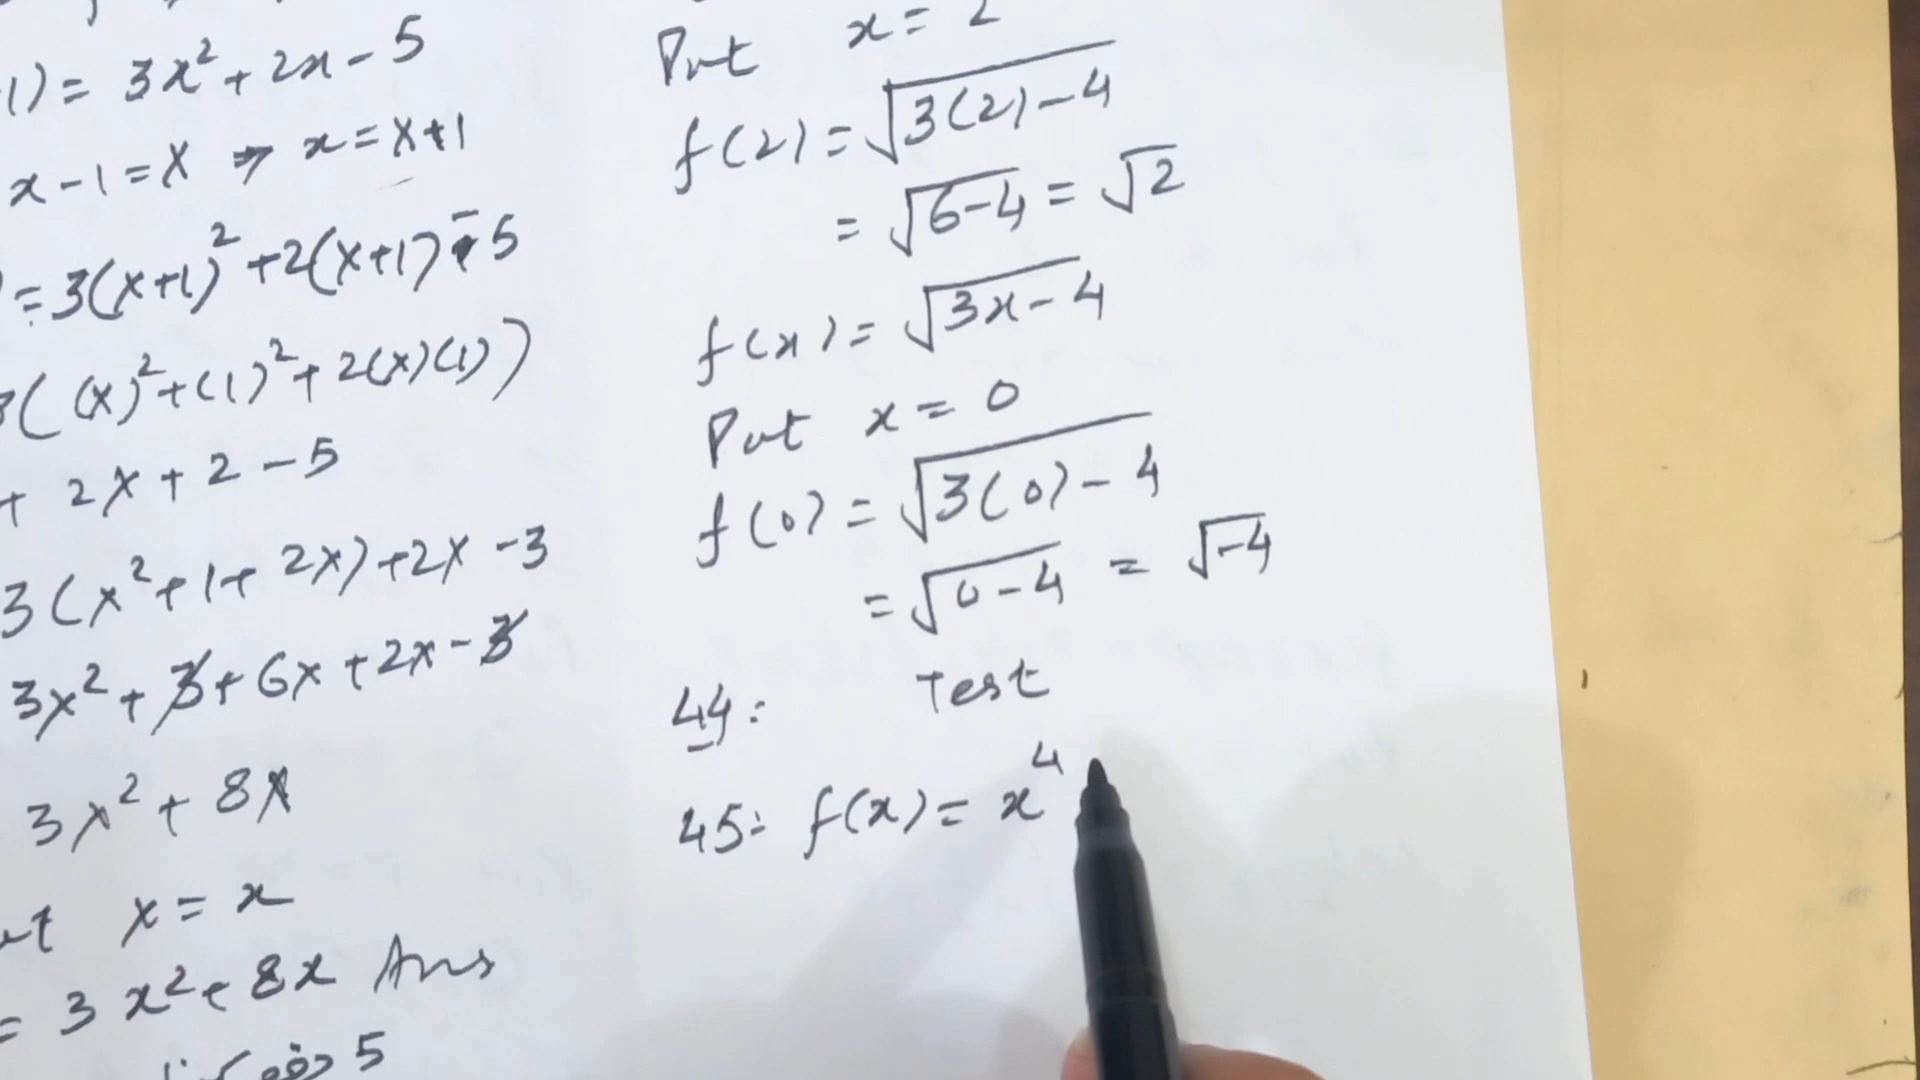 1) = 3x² + 2x - 5
x - 1 = X ⇒ x = X+1
= 3(X+1)² + 2(X+1) - 5
3((X)² + (1)² + 2(X)(1))
+ 2X + 2 - 5
3(X² + 1 + 2X) + 2X - 3
3X² + 3 + 6X + 2X - 3
3X² + 8X
X = x
= 3x² + 8x Ans
5
Put x = 2
f(2) = √3(2) - 4
= √6-4 = √2
f(x) = √3x-4
Put x = 0
f(0) = √3(0) - 4
= √0-4 = √-4
44: Test
45: f(x) = x⁴